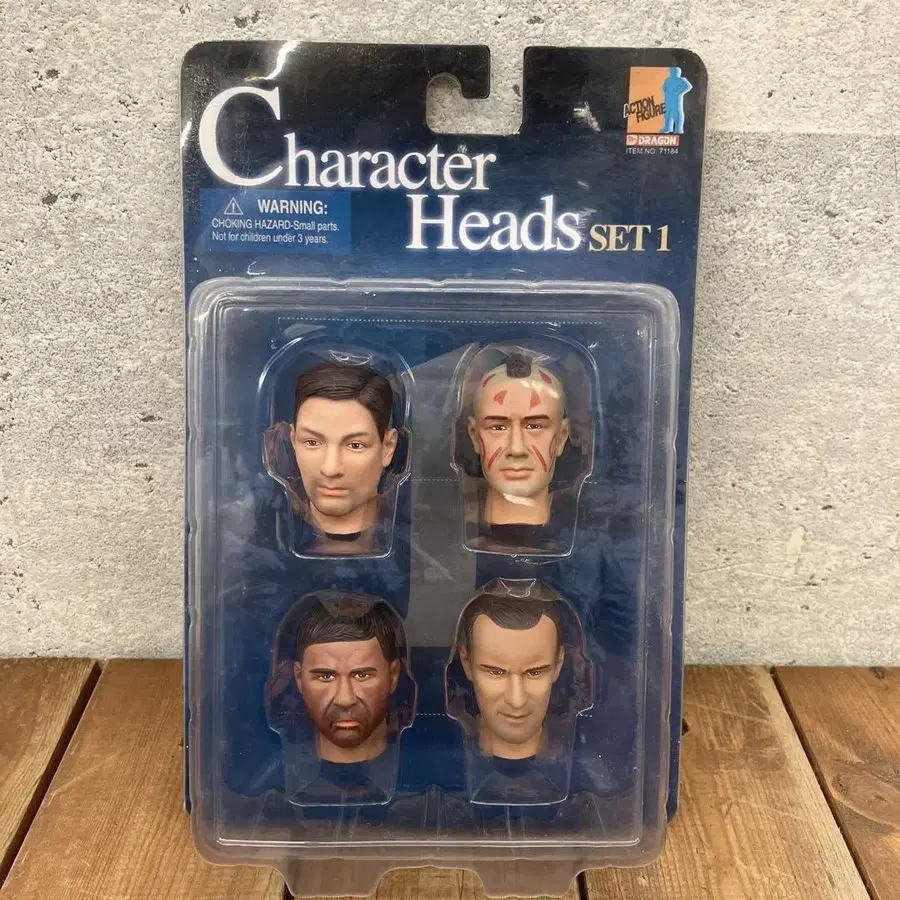 Character
Heads SET 1
WARNING:
CHOKING HAZARD-Small parts.
Not for children under 3 years.
ACTION
FIGURE
DRAGON
ITEM NO. 71184